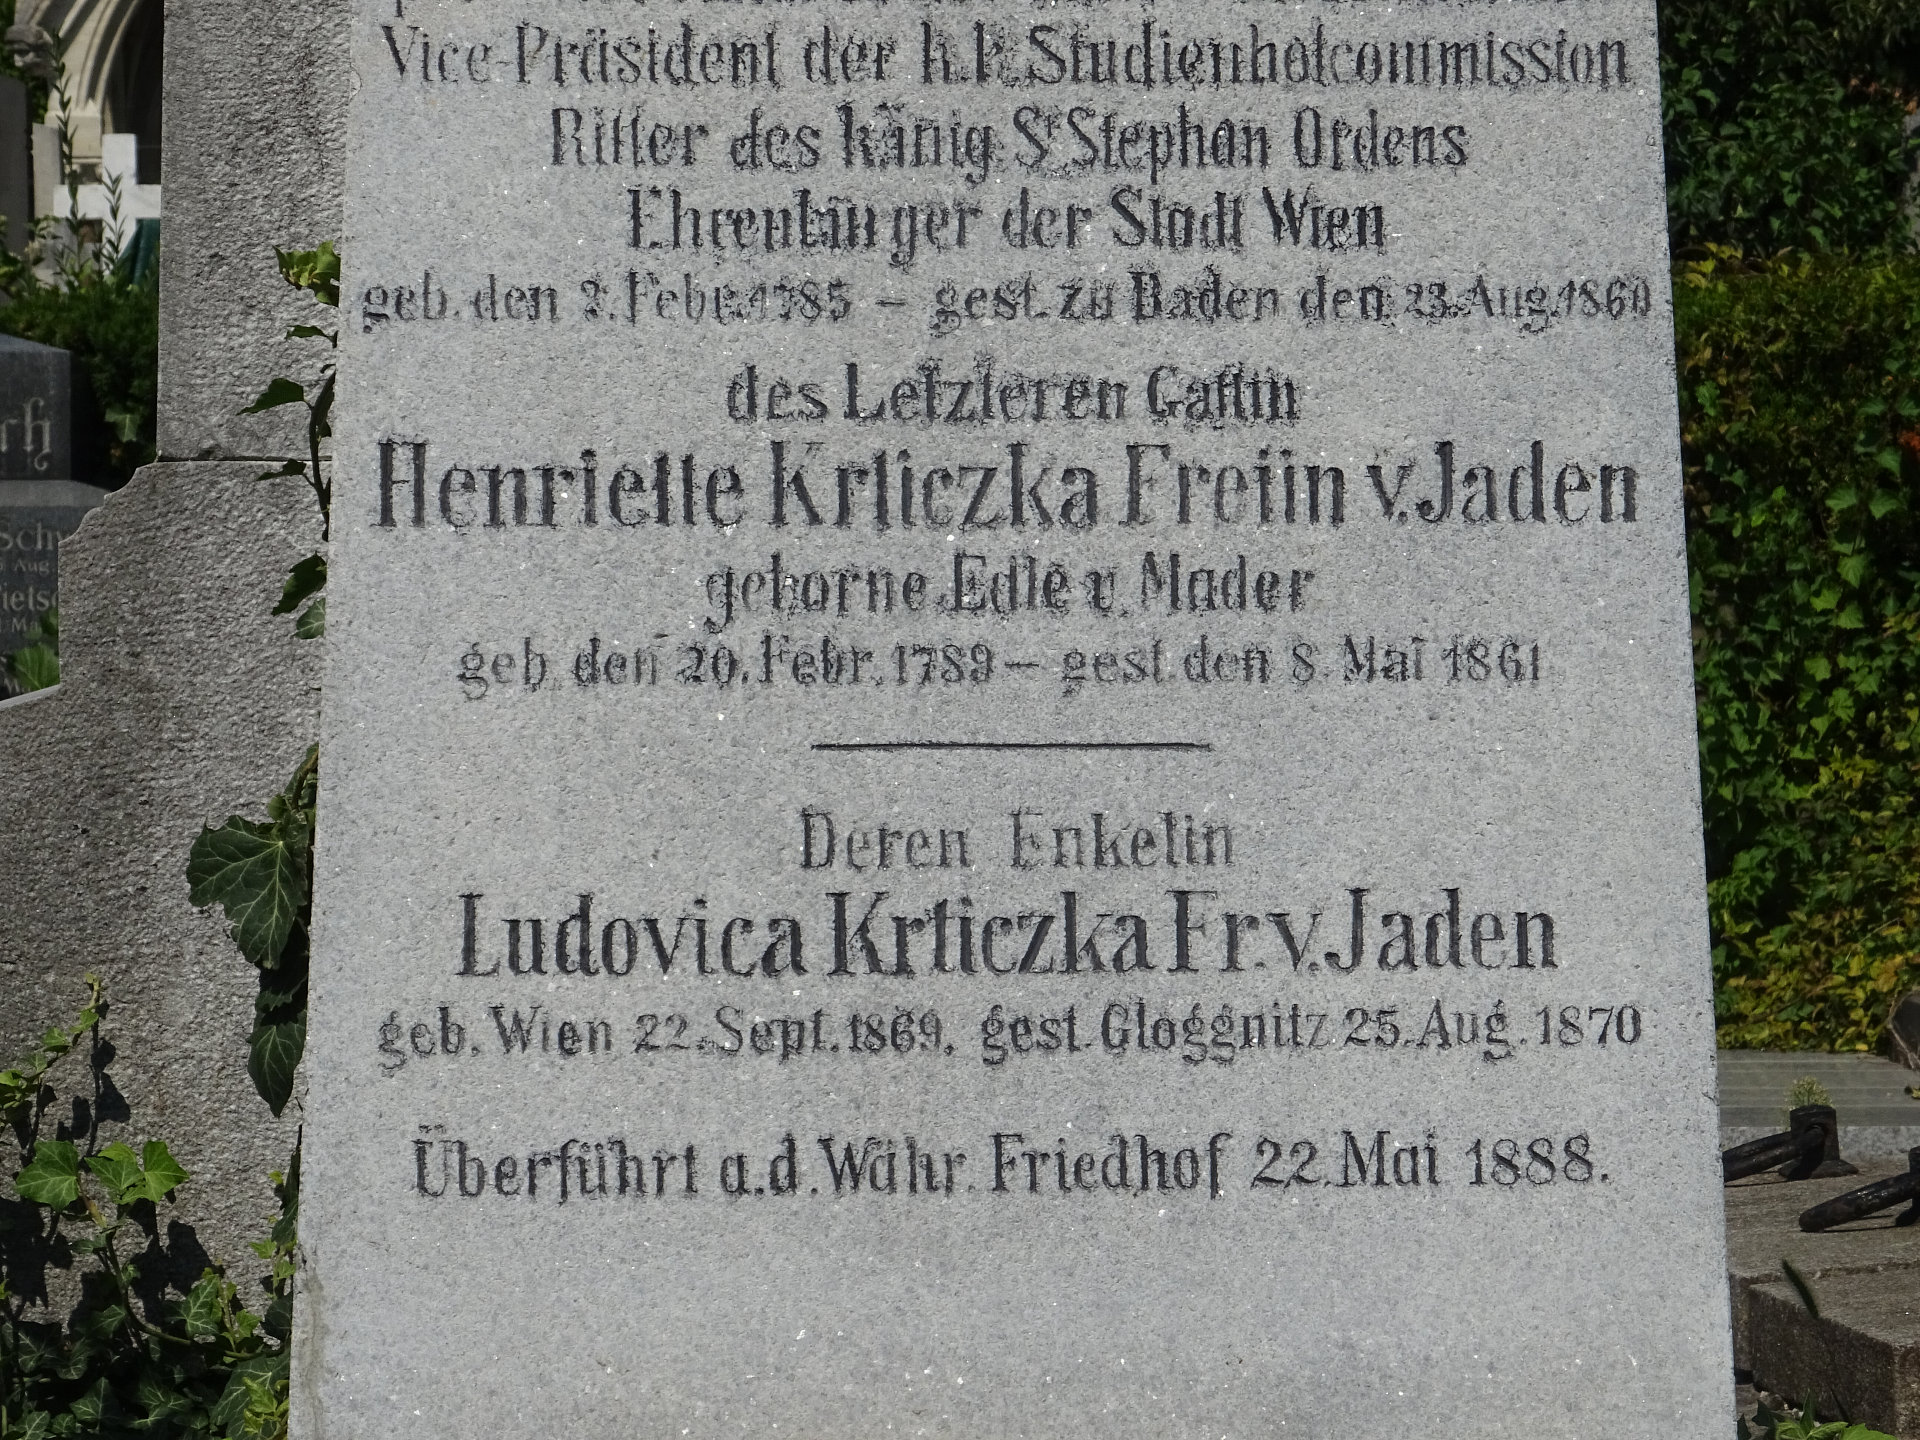 Vice-Präsident der k.k. Studienhofcommission
Ritter des könig. St Stephan Ordens
Ehrenbürger der Stadt Wien
geb. den 2. Febr. 1785 – gest. zu Baden den 23. Aug. 1860
des Letzteren Gattin
Henriette Krticzka Freiin v. Jaden
geborne Edle v. Mader
geb. den 20. Febr. 1789 – gest. den 8. Mai 1861
Deren Enkelin
Ludovica Krticzka Fr. v. Jaden
geb. Wien 22. Sept. 1869, gest. Gloggnitz 25. Aug. 1870
Überführt a. d. Währ. Friedhof 22. Mai 1888.